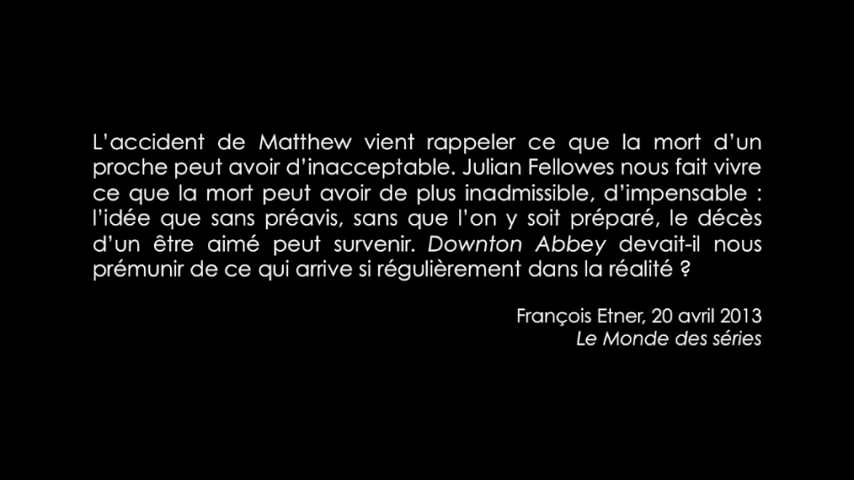 L'accident de Matthew vient rappeler ce que la mort d'un
proche peut avoir d'inacceptable. Julian Fellowes nous fait vivre
ce que la mort peut avoir de plus inadmissible, d'impensable :
l'idée que sans préavis, sans que l'on y soit préparé, le décès
d'un être aimé peut survenir. Downton Abbey devait-il nous
prémunir de ce qui arrive si régulièrement dans la réalité ?
François Etner, 20 avril 2013
Le Monde des séries